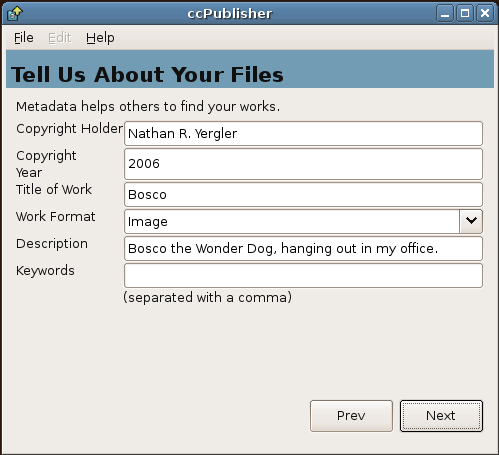 ccPublisher
File Edit Help
Tell Us About Your Files
Metadata helps others to find your works.
Copyright Holder Nathan R. Yergler
Copyright
Year 2006
Title of Work Bosco
Work Format Image
Description Bosco the Wonder Dog, hanging out in my office.
Keywords
(separated with a comma)
Prev Next